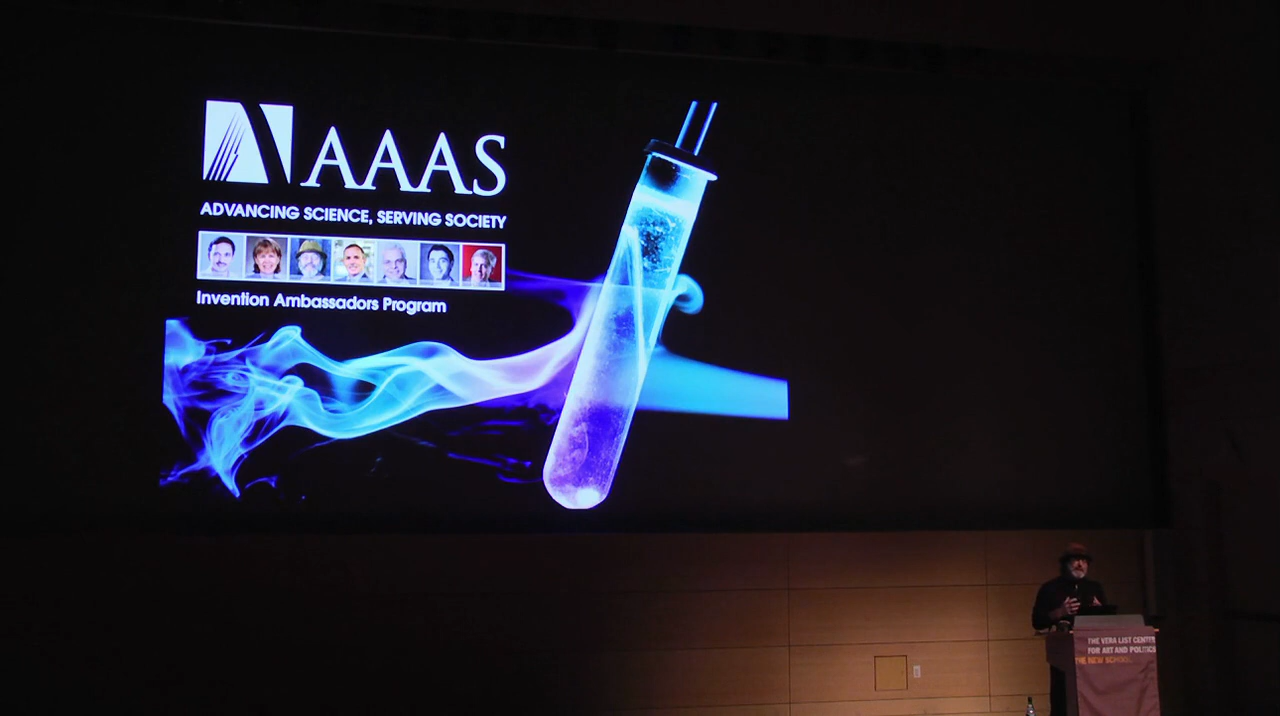 AAAS
ADVANCING SCIENCE, SERVING SOCIETY
Invention Ambassadors Program
THE VERA LIST CENTER
FOR ART AND POLITICS
THE NEW SCHOOL